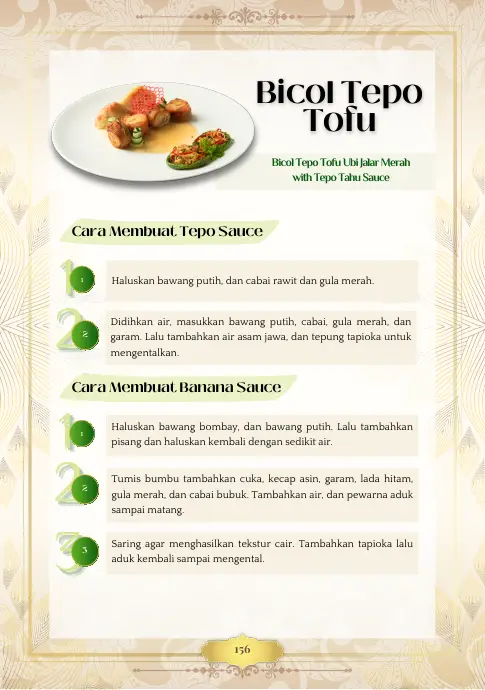 Bicol Tepo
Tofu
Bicol Tepo Tofu Ubi Jalar Merah
with Tepo Tahu Sauce
Cara Membuat Tepo Sauce
1
Haluskan bawang putih, dan cabai rawit dan gula merah.
2
Didihkan air, masukkan bawang putih, cabai, gula merah, dan
garam. Lalu tambahkan air asam jawa, dan tepung tapioka untuk
mengentalkan.
Cara Membuat Banana Sauce
1
Haluskan bawang bombay, dan bawang putih. Lalu tambahkan
pisang dan haluskan kembali dengan sedikit air.
2
Tumis bumbu tambahkan cuka, kecap asin, garam, lada hitam,
gula merah, dan cabai bubuk. Tambahkan air, dan pewarna aduk
sampai matang.
3
Saring agar menghasilkan tekstur cair. Tambahkan tapioka lalu
aduk kembali sampai mengental.
156